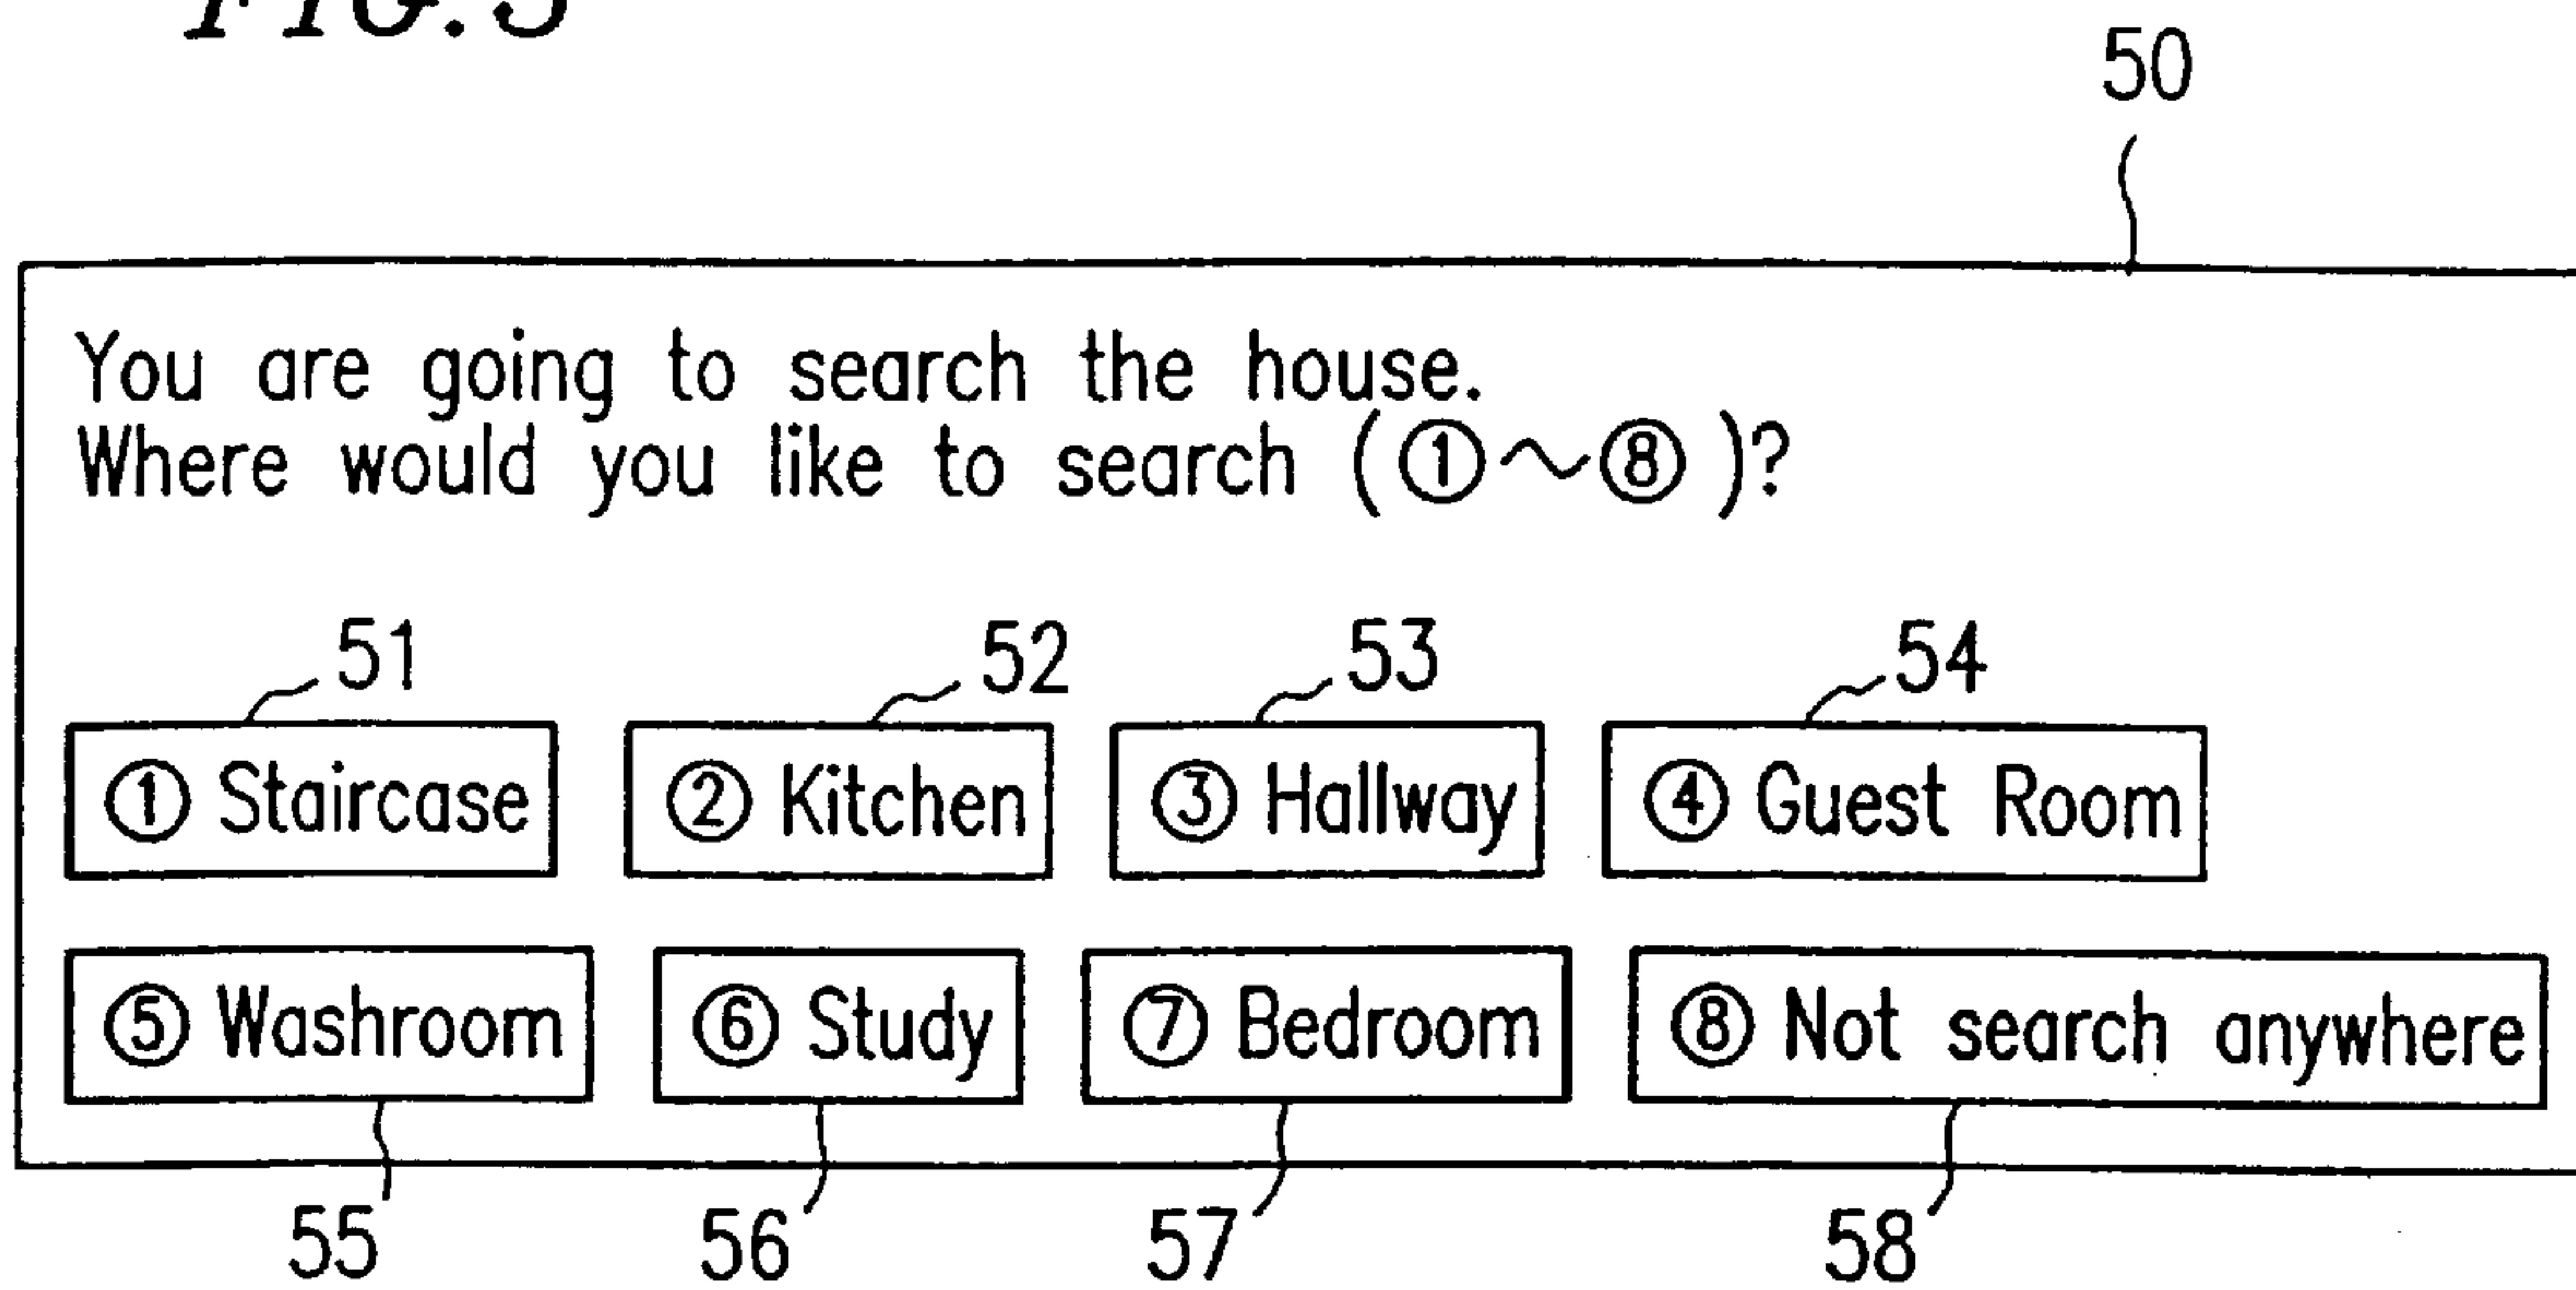 FIG. 5
50
You are going to search the house.
Where would you like to search (①~⑧)?
51 52 53 54
① Staircase ② Kitchen ③ Hallway ④ Guest Room
⑤ Washroom ⑥ Study ⑦ Bedroom ⑧ Not search anywhere
55 56 57 58